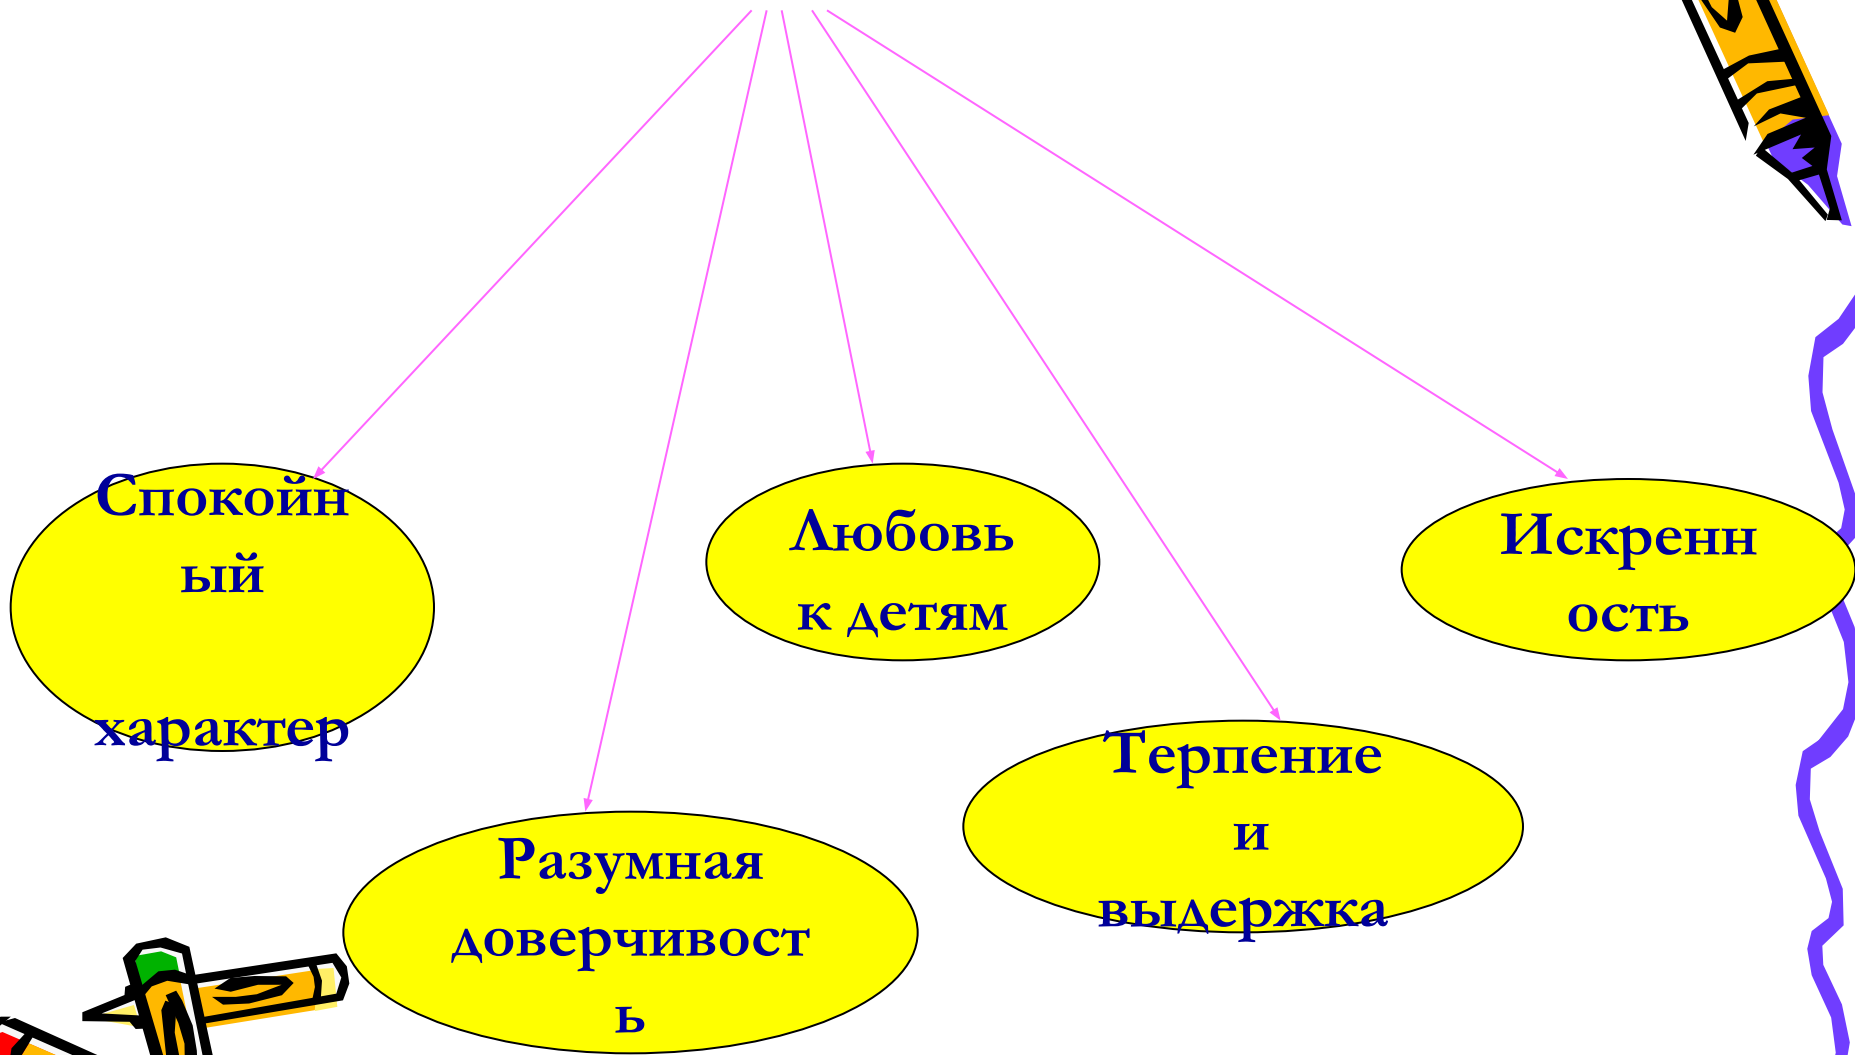 Спокойн
ый
характер
Разумная
доверчивост
ь
Любовь
к детям
Терпение
и
выдержка
Искренн
ость